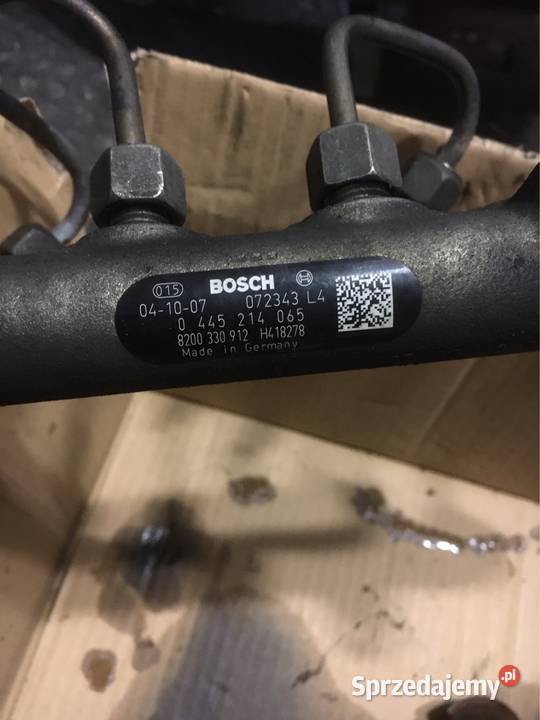 015 BOSCH
04-10-07 072343 L4
0 445 214 065
8200 330 912 H418278
Made in Germany
Sprzedajemy.pl